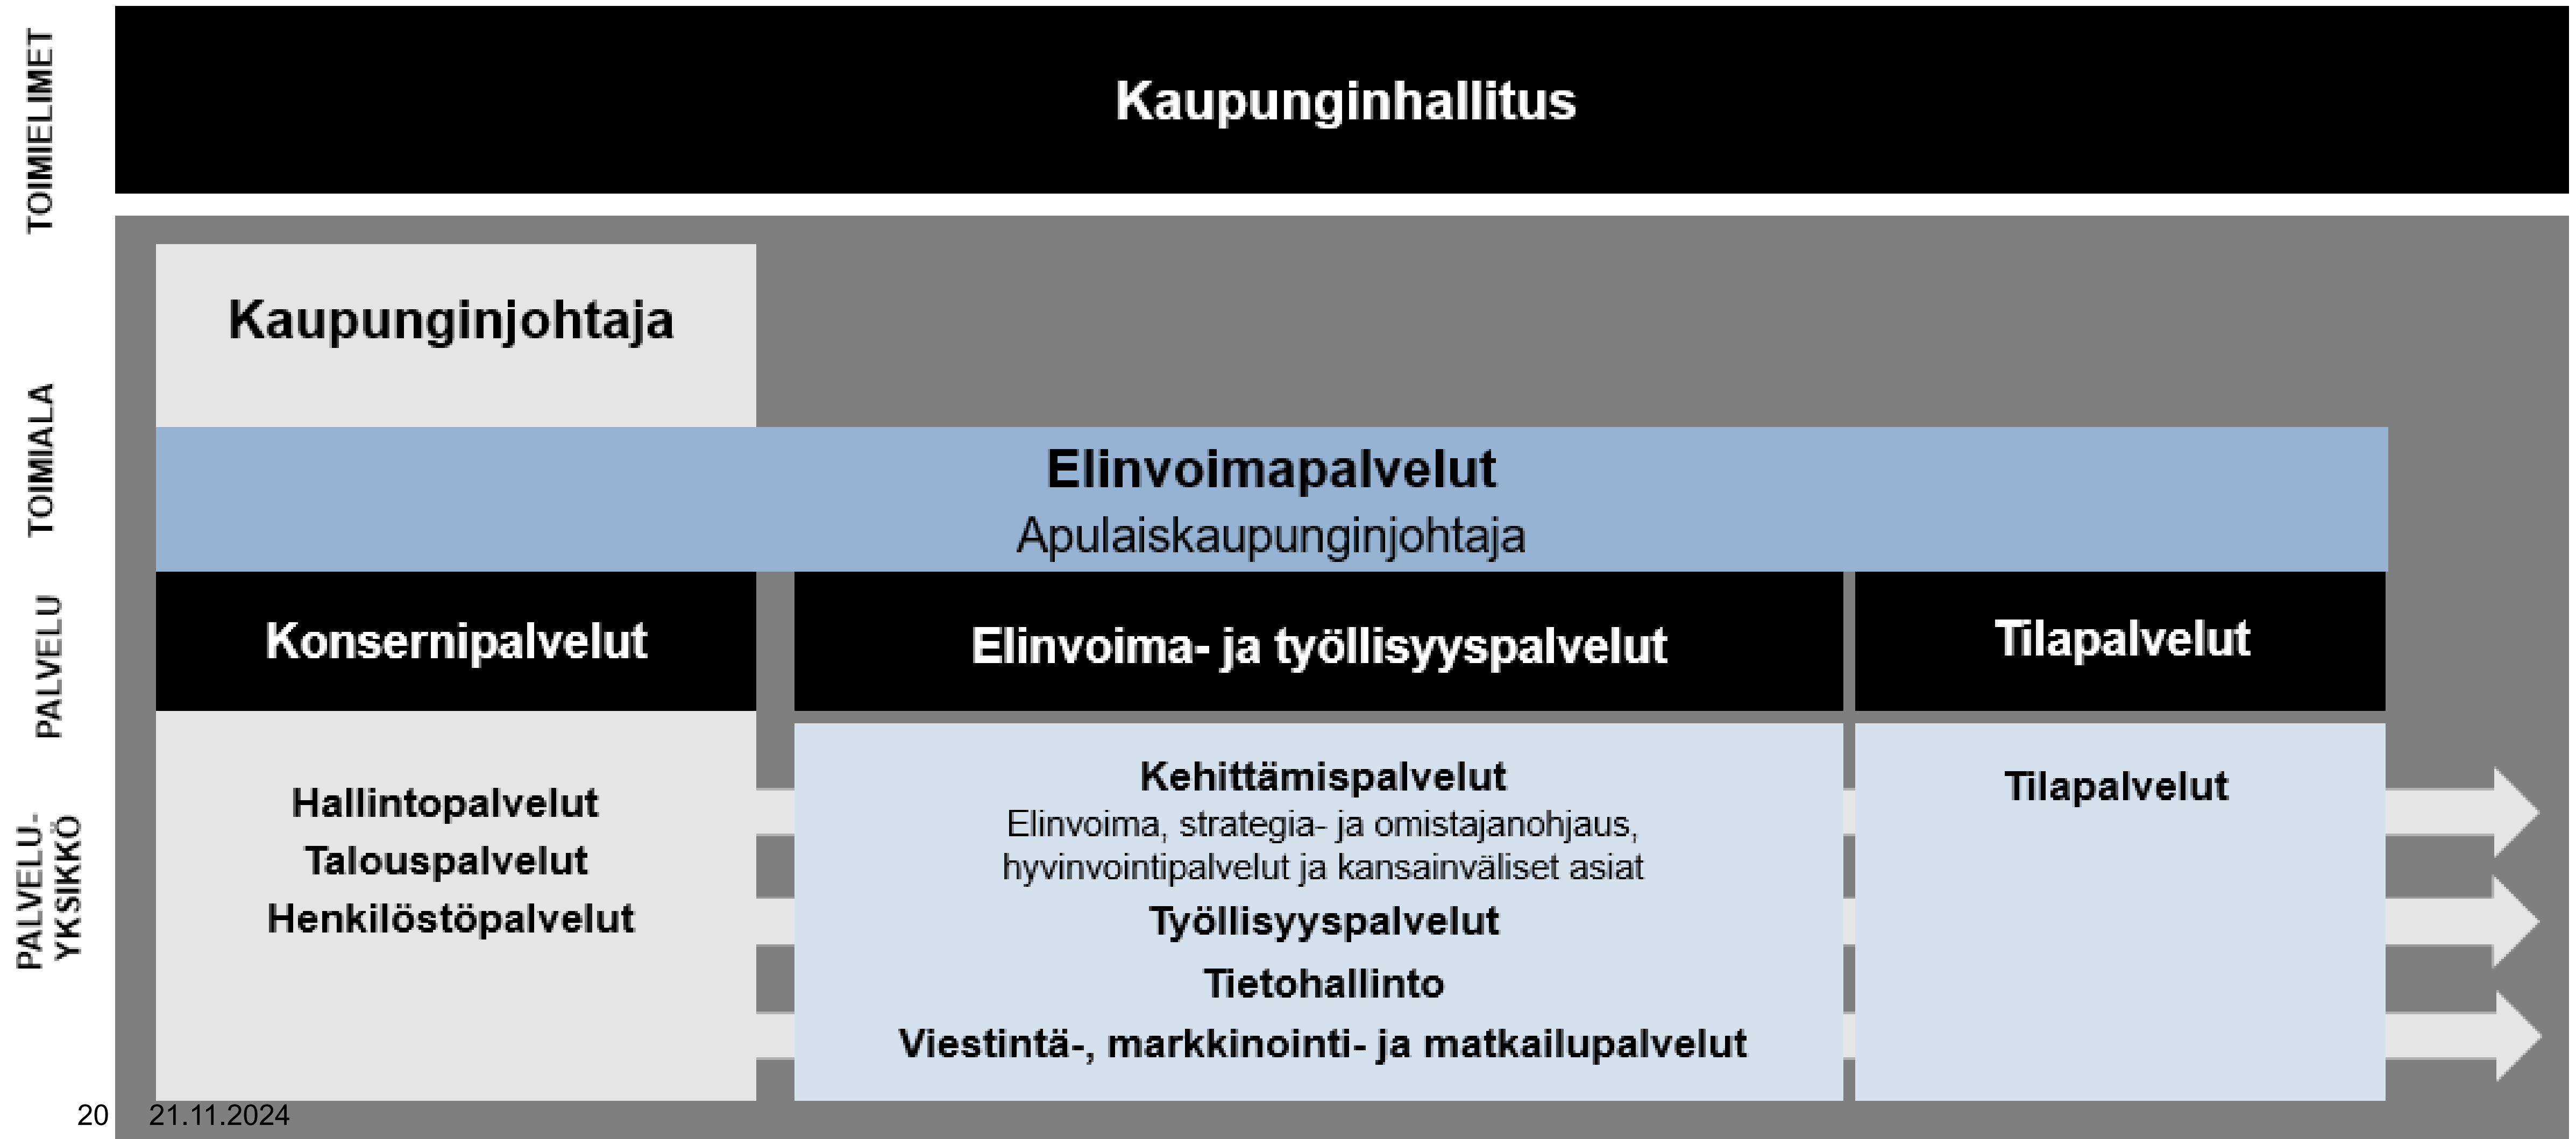 TOIMIELIMET
Kaupunginhallitus
TOIMIALA
Kaupunginjohtaja
Elinvoimapalvelut
Apulaiskaupunginjohtaja
PALVELU
Konsernipalvelut
Elinvoima- ja työllisyyspalvelut
Tilapalvelut
PALVELU-
YKSIKKÖ
Hallintopalvelut
Talouspalvelut
Henkilöstöpalvelut
Kehittämispalvelut
Elinvoima, strategia- ja omistajanohjaus,
hyvinvointipalvelut ja kansainväliset asiat
Työllisyyspalvelut
Tietohallinto
Viestintä-, markkinointi- ja matkailupalvelut
Tilapalvelut
20 21.11.2024